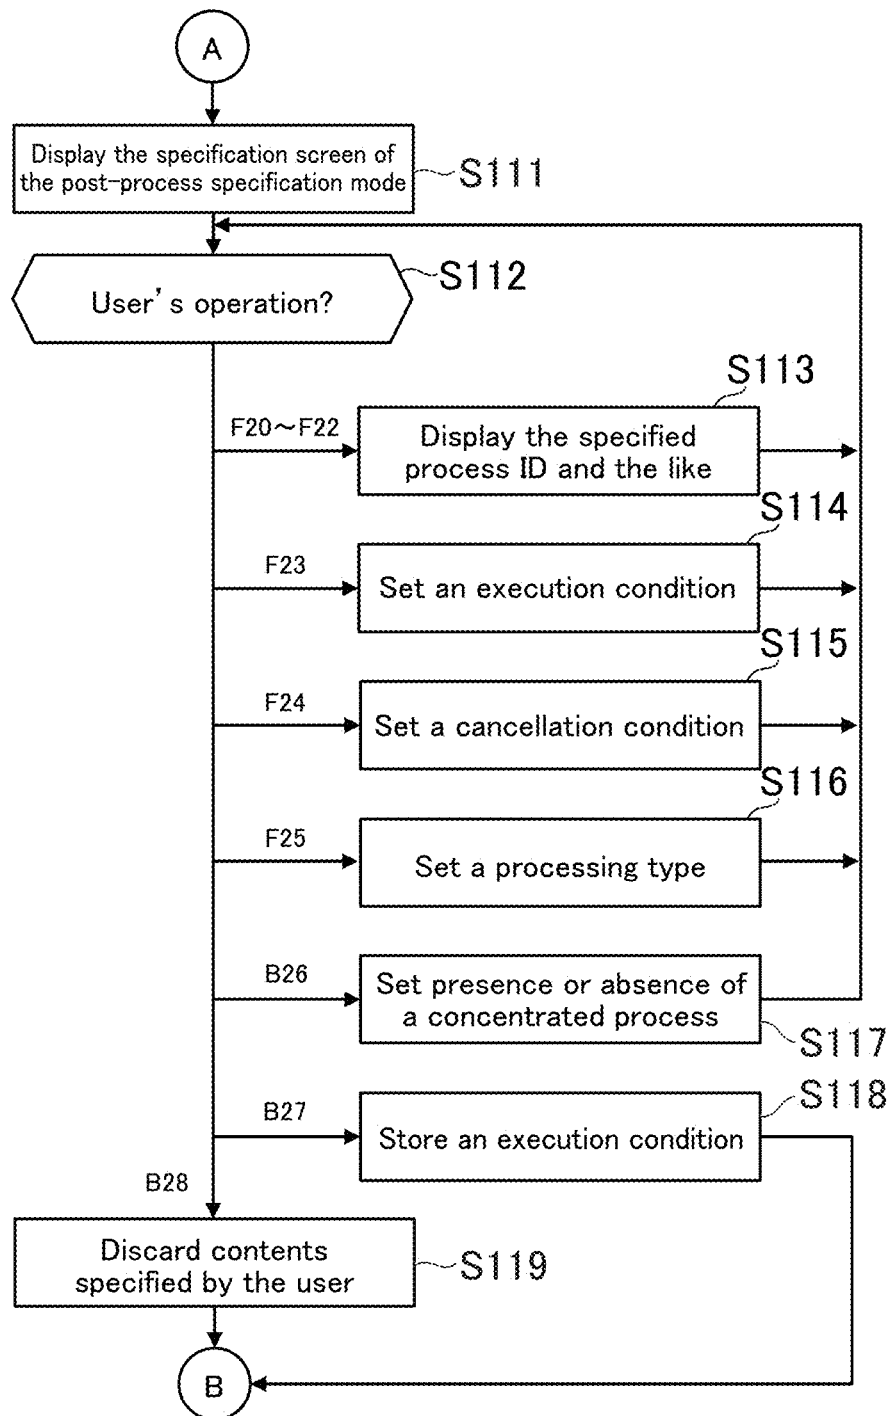 A
Display the specification screen of
the post-process specification mode
S111
S112
User's operation?
S113
F20～F22
Display the specified
process ID and the like
S114
F23
Set an execution condition
S115
F24
Set a cancellation condition
S116
F25
Set a processing type
B26
Set presence or absence of
a concentrated process
S117
S118
B27
Store an execution condition
B28
Discard contents
specified by the user
S119
B